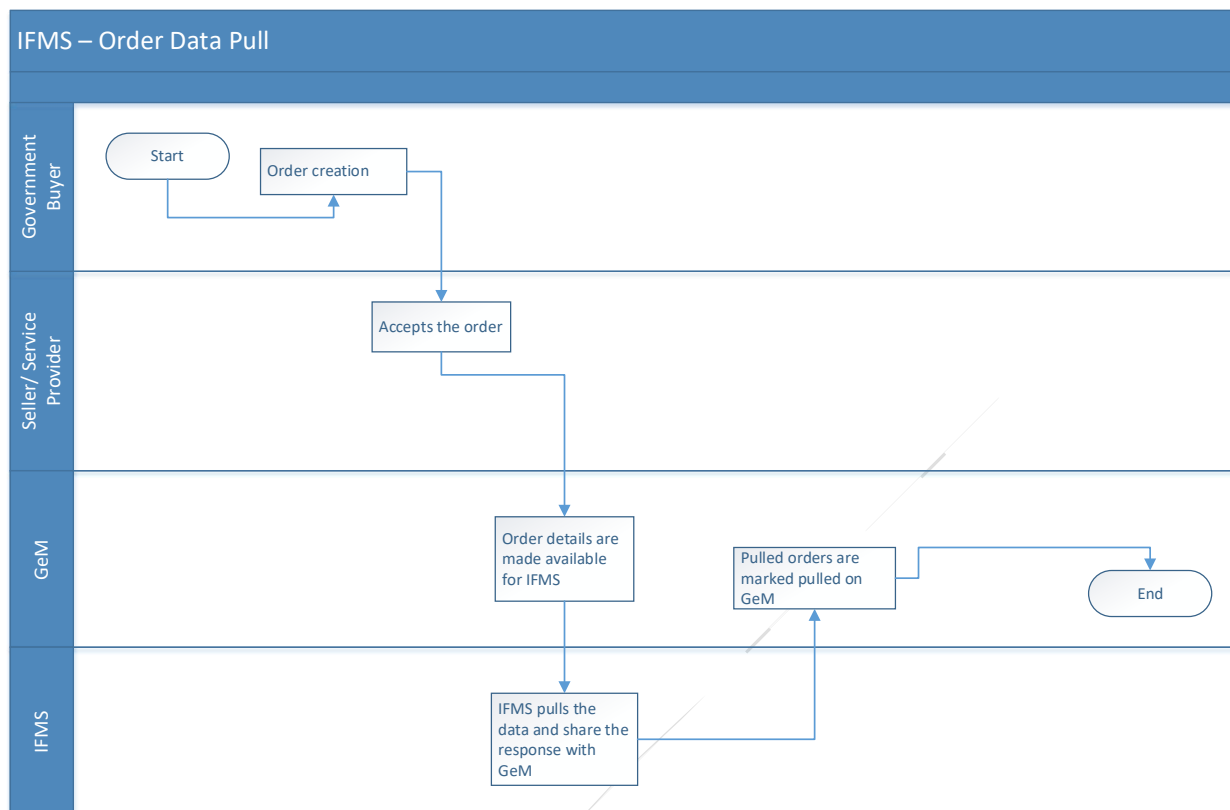 IFMS – Order Data Pull
Government
Buyer
Start
Order creation
Seller/ Service
Provider
Accepts the order
GeM
Order details are
made available
for IFMS
Pulled orders are
marked pulled on
GeM
End
IFMS
IFMS pulls the
data and share the
response with
GeM